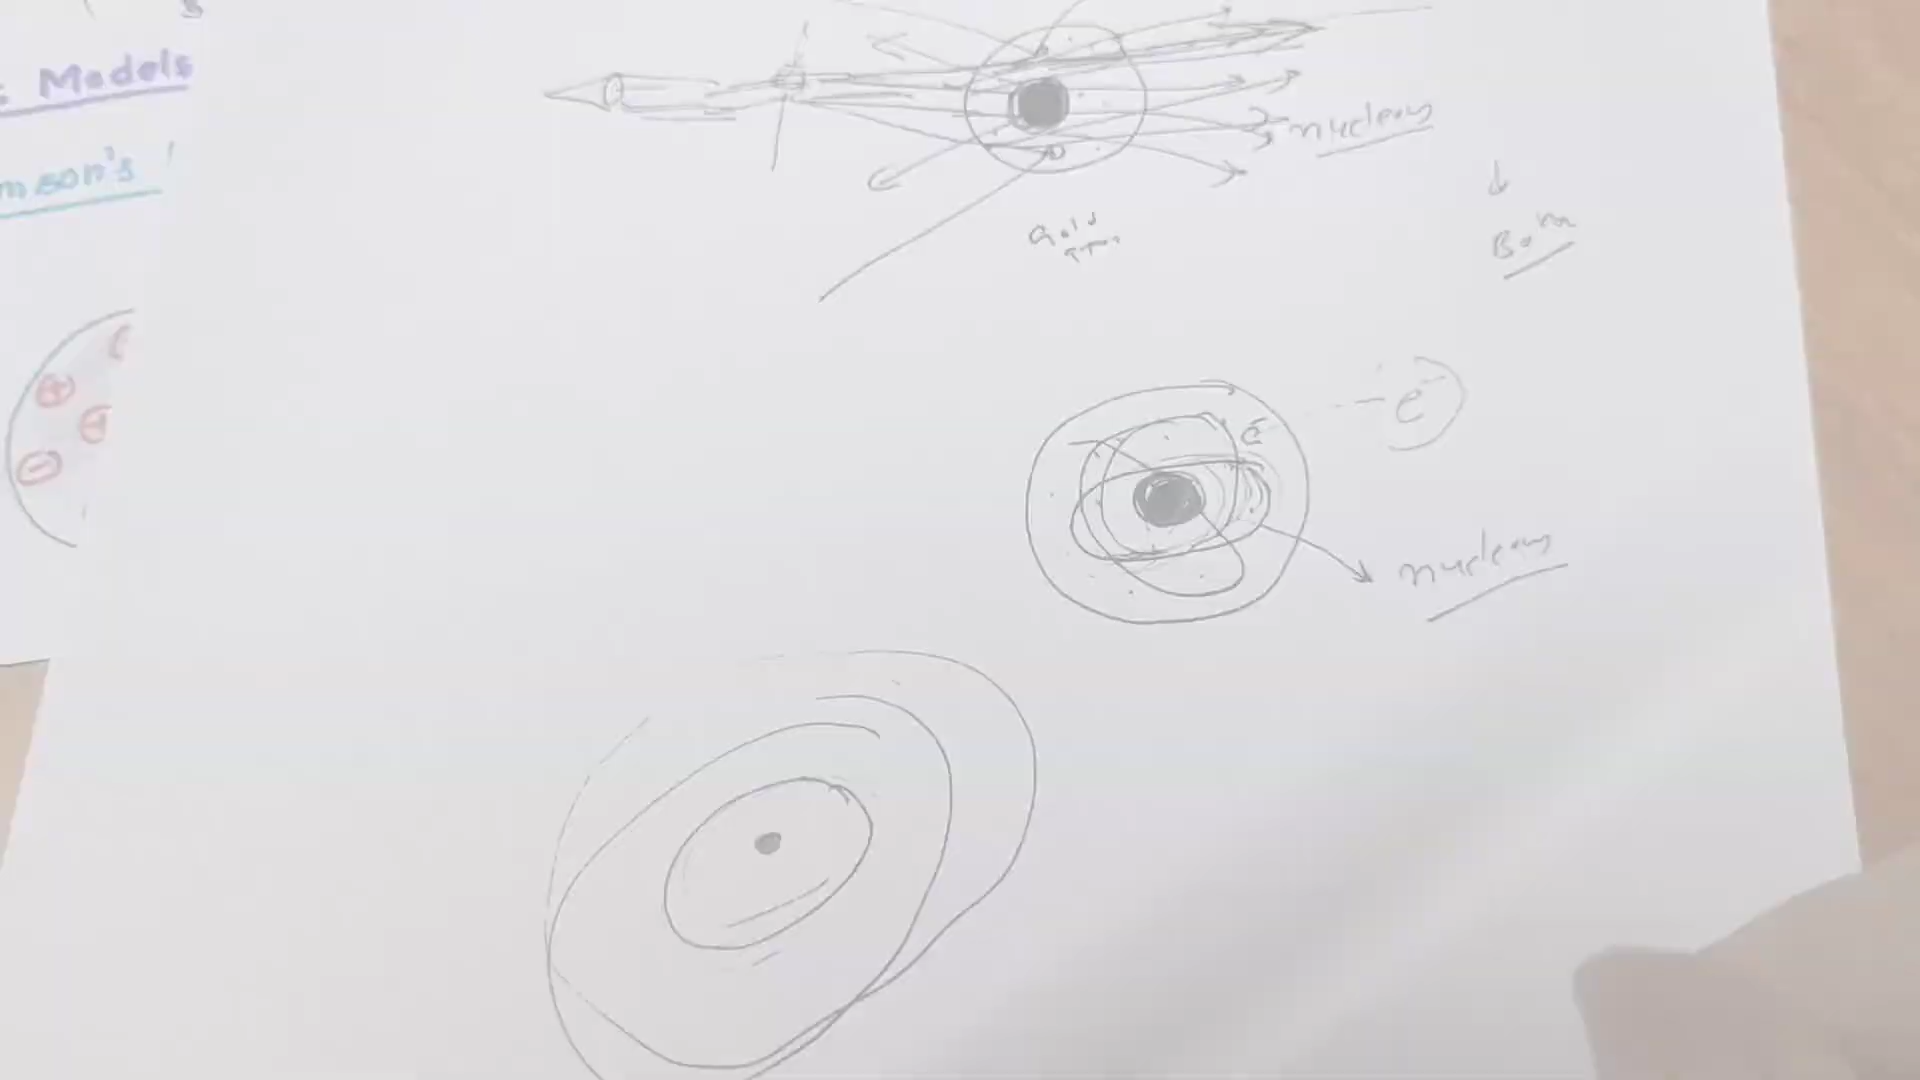 s Models
mson's
nucleus
Gold
Bohr
e⁻
e⁻
nucleus